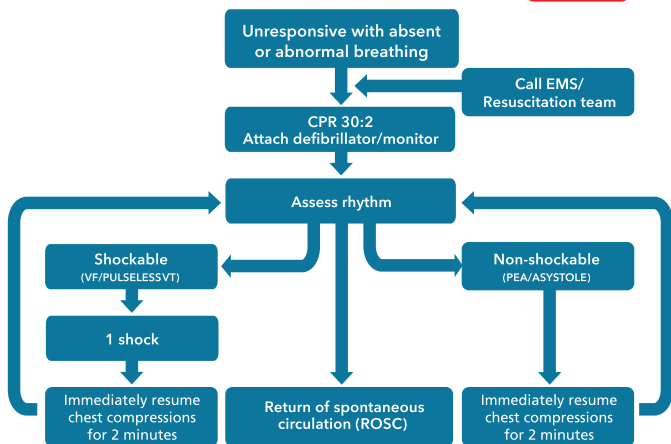 Unresponsive with absent
or abnormal breathing
Call EMS/
Resuscitation team
CPR 30:2
Attach defibrillator/monitor
Assess rhythm
Shockable
(VF/PULSELESSVT)
Non-shockable
(PEA/ASYSTOLE)
1 shock
Immediately resume
chest compressions
for 2 minutes
Return of spontaneous
circulation (ROSC)
Immediately resume
chest compressions
for 2 minutes